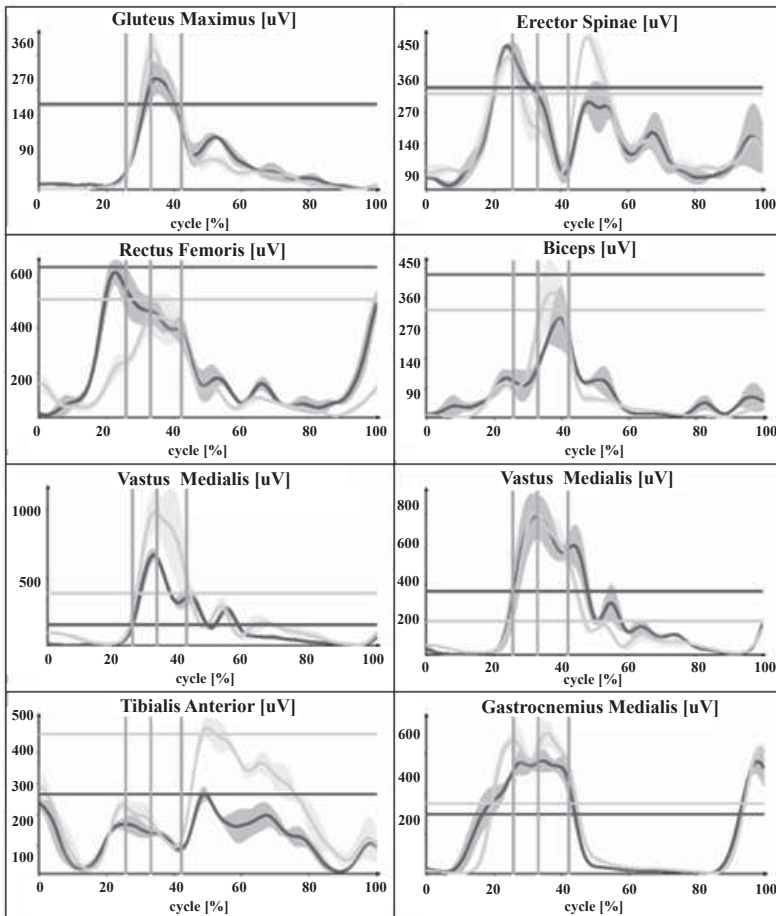 Gluteus Maximus [uV]
360
270
140
90
0 20 40 60 80 100
cycle [%]
Erector Spinae [uV]
450
360
270
140
90
0 20 40 60 80 100
cycle [%]
Rectus Femoris [uV]
600
400
200
0 20 40 60 80 100
cycle [%]
Biceps [uV]
450
360
270
140
90
0 20 40 60 80 100
cycle [%]
Vastus Medialis [uV]
1000
500
0 20 40 60 80 100
cycle [%]
Vastus Medialis [uV]
800
600
400
200
0 20 40 60 80 100
cycle [%]
Tibialis Anterior [uV]
500
400
300
200
100
0 20 40 60 80 100
cycle [%]
Gastrocnemius Medialis [uV]
600
400
200
0 20 40 60 80 100
cycle [%]